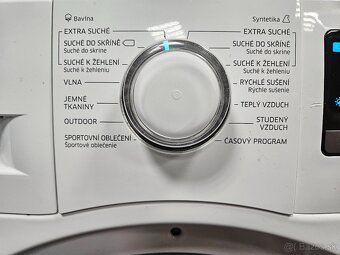 Bavlna
EXTRA SUCHÉ
SUCHÉ DO SKRÍNĚ
Suché do skrine
SUCHÉ K ŽEHLENÍ
Suché k žehleniu
VLNA
JEMNÉ
TKANINY
OUTDOOR
SPORTOVNÍ OBLEČENÍ
Športové oblečenie
Syntetika
EXTRA SUCHÉ
SUCHÉ DO SKŘÍNĚ
Suché do skrine
SUCHÉ K ŽEHLENÍ
Suché k žehleniu
RYCHLÉ SUŠENÍ
Rýchle sušenie
TEPLÝ VZDUCH
STUDENÝ
VZDUCH
ČASOVÝ PROGRAM